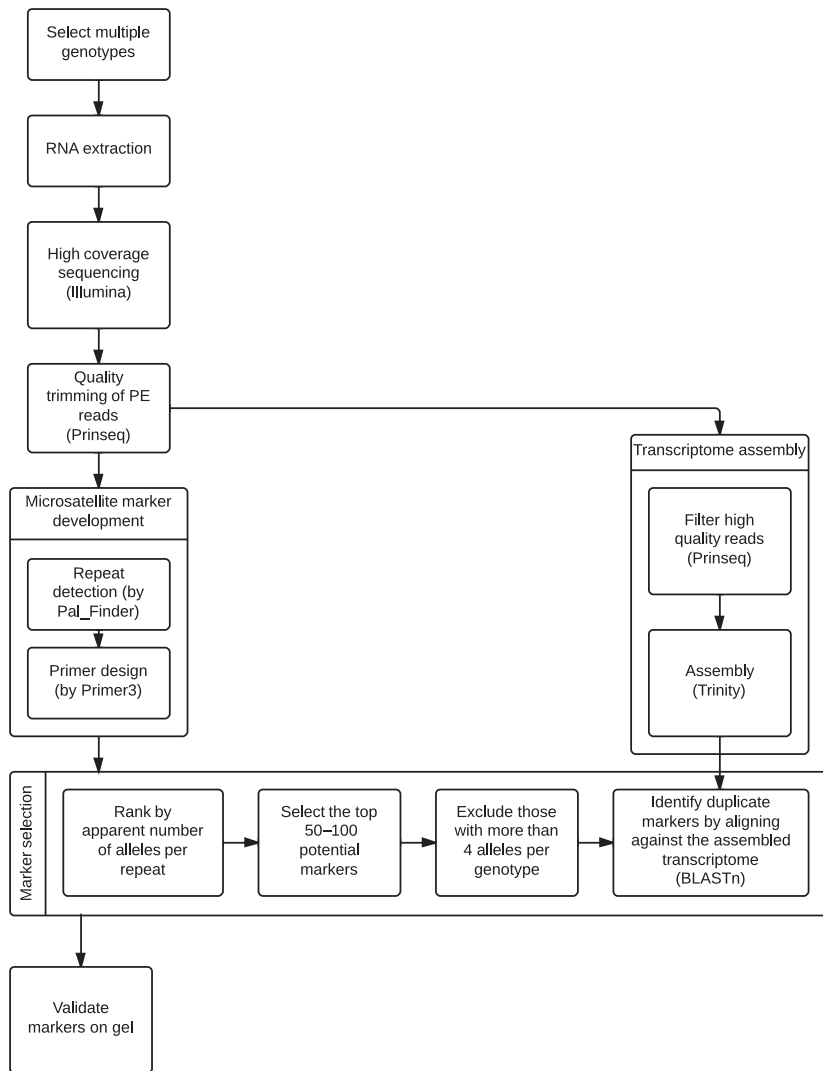 Select multiple
genotypes
RNA extraction
High coverage
sequencing
(Illumina)
Quality
trimming of PE
reads
(Prinseq)
Transcriptome assembly
Filter high
quality reads
(Prinseq)
Assembly
(Trinity)
Microsatellite marker
development
Repeat
detection (by
Pal_Finder)
Primer design
(by Primer3)
Marker selection
Rank by
apparent number
of alleles per
repeat
Select the top
50–100
potential
markers
Exclude those
with more than
4 alleles per
genotype
Identify duplicate
markers by aligning
against the assembled
transcriptome
(BLASTn)
Validate
markers on gel